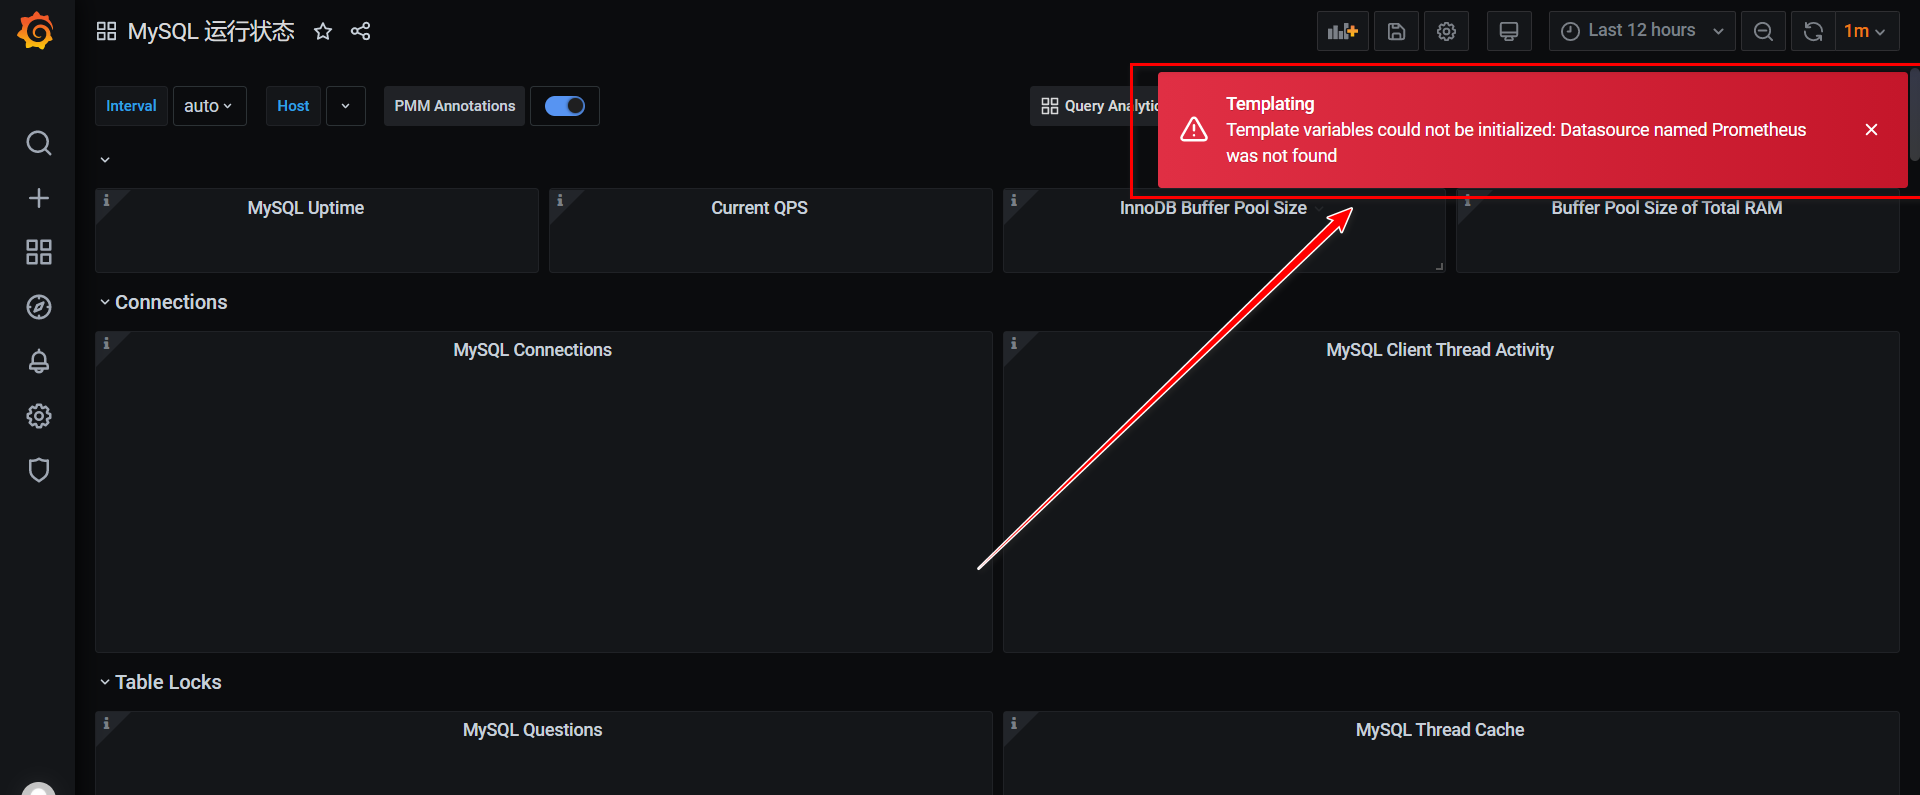 MySQL 运行状态
Last 12 hours
1m
Interval
auto
Host
PMM Annotations
Query Analytic
Templating
Template variables could not be initialized: Datasource named Prometheus
was not found
MySQL Uptime
Current QPS
InnoDB Buffer Pool Size
Buffer Pool Size of Total RAM
Connections
MySQL Connections
MySQL Client Thread Activity
Table Locks
MySQL Questions
MySQL Thread Cache